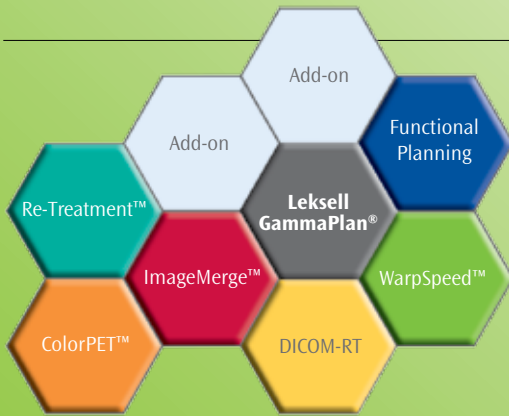 Add-on
Add-on
Functional
Planning
Re-Treatment™
Leksell
GammaPlan®
ImageMerge™
WarpSpeed™
ColorPET™
DICOM-RT